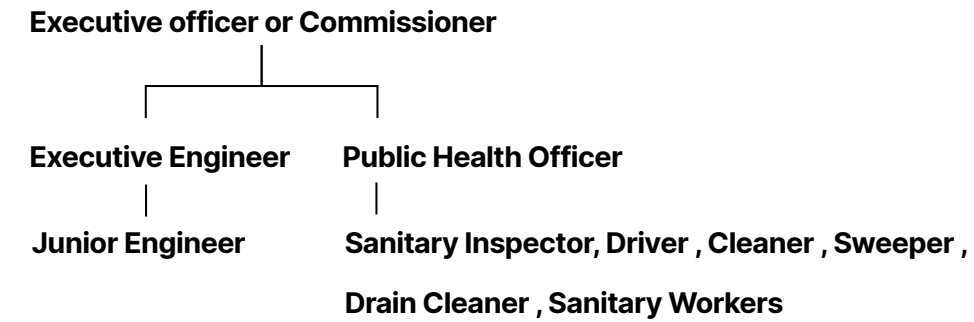 Executive officer or Commissioner
Executive Engineer
Public Health Officer
Junior Engineer
Sanitary Inspector, Driver , Cleaner , Sweeper ,
Drain Cleaner , Sanitary Workers